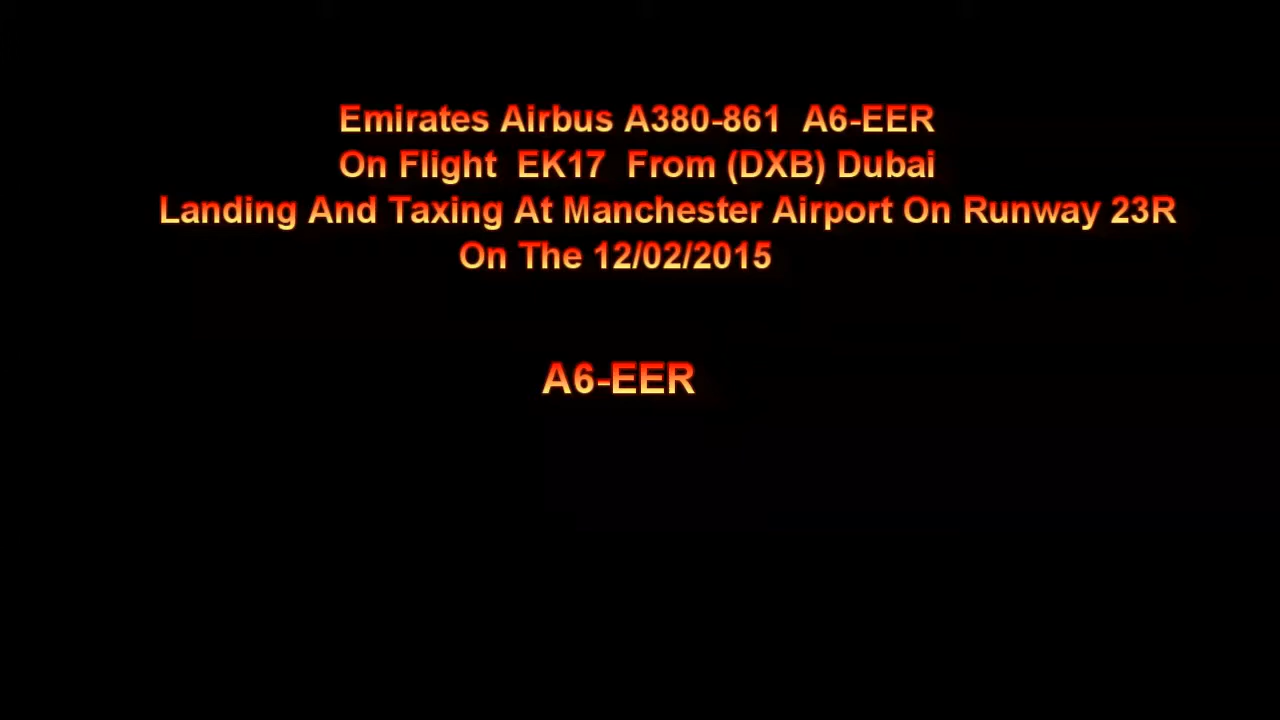 Emirates Airbus A380-861 A6-EER
On Flight EK17 From (DXB) Dubai
Landing And Taxing At Manchester Airport On Runway 23R
On The 12/02/2015
A6-EER